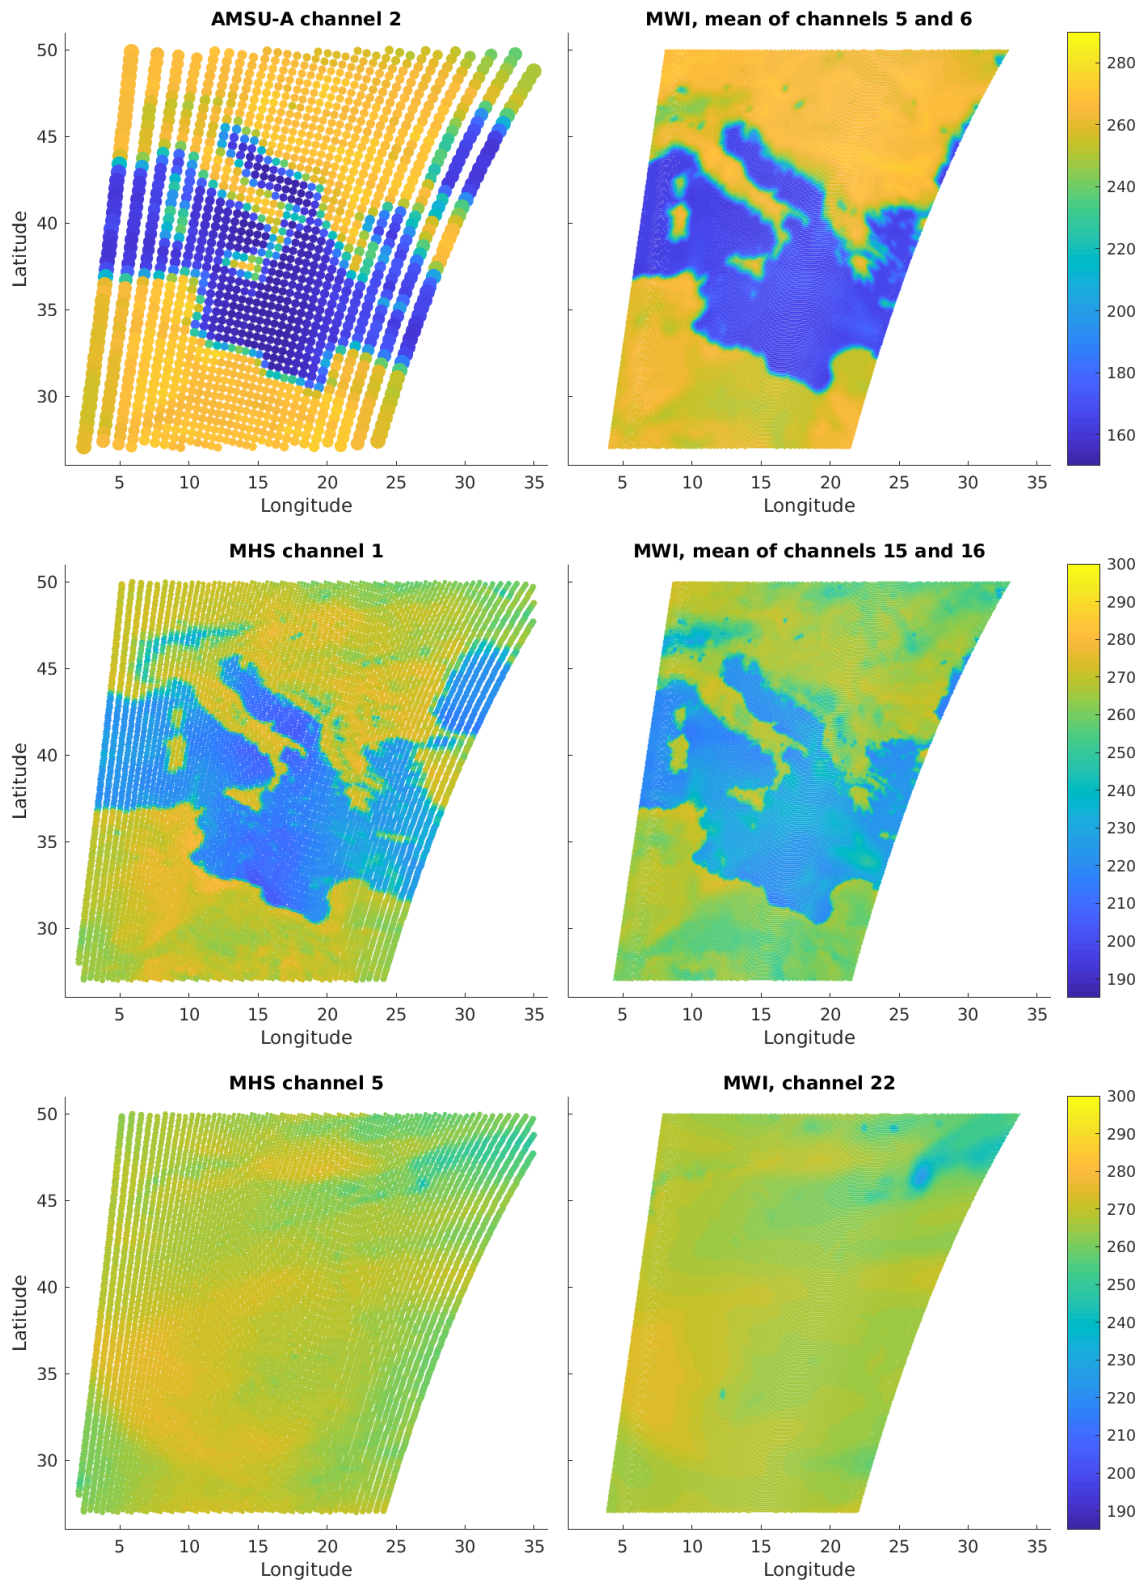 AMSU-A channel 2
MWI, mean of channels 5 and 6
50
45
40
35
30
Latitude
5 10 15 20 25 30 35
Longitude
5 10 15 20 25 30 35
Longitude
280
260
240
220
200
180
160
MHS channel 1
MWI, mean of channels 15 and 16
50
45
40
35
30
Latitude
5 10 15 20 25 30 35
Longitude
5 10 15 20 25 30 35
Longitude
300
290
280
270
260
250
240
230
220
210
200
190
MHS channel 5
MWI, channel 22
50
45
40
35
30
Latitude
5 10 15 20 25 30 35
Longitude
5 10 15 20 25 30 35
Longitude
300
290
280
270
260
250
240
230
220
210
200
190